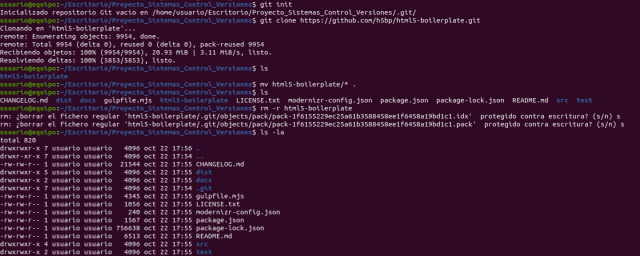 usuario@equipo:~/Escritorio/Proyecto_Sistemas_Control_Versiones$ git init
Inicializado repositorio Git vacío en /home/usuario/Escritorio/Proyecto_Sistemas_Control_Versiones/.git/
usuario@equipo:~/Escritorio/Proyecto_Sistemas_Control_Versiones$ git clone https://github.com/h5bp/html5-boilerplate.git
Clonando en 'html5-boilerplate'...
remote: Enumerating objects: 9954, done.
remote: Total 9954 (delta 0), reused 0 (delta 0), pack-reused 9954
Recibiendo objetos: 100% (9954/9954), 20.93 MiB | 3.11 MiB/s, listo.
Resolviendo deltas: 100% (5853/5853), listo.
usuario@equipo:~/Escritorio/Proyecto_Sistemas_Control_Versiones$ ls
html5-boilerplate
usuario@equipo:~/Escritorio/Proyecto_Sistemas_Control_Versiones$ mv html5-boilerplate/* .
usuario@equipo:~/Escritorio/Proyecto_Sistemas_Control_Versiones$ ls
CHANGELOG.md dist docs gulpfile.mjs html5-boilerplate LICENSE.txt modernizr-config.json package.json package-lock.json README.md src test
usuario@equipo:~/Escritorio/Proyecto_Sistemas_Control_Versiones$ rm -r html5-boilerplate
rm: ¿borrar el fichero regular 'html5-boilerplate/.git/objects/pack/pack-1f6155229ec25a61b3588458ee1f6458a19bd1c1.idx' protegido contra escritura? (s/n) s
rm: ¿borrar el fichero regular 'html5-boilerplate/.git/objects/pack/pack-1f6155229ec25a61b3588458ee1f6458a19bd1c1.pack' protegido contra escritura? (s/n) s
usuario@equipo:~/Escritorio/Proyecto_Sistemas_Control_Versiones$ ls -la
total 820
drwxrwxr-x 7 usuario usuario 4096 oct 22 17:56 .
drwxr-xr-x 7 usuario usuario 4096 oct 22 17:54 ..
-rw-rw-r-- 1 usuario usuario 21544 oct 22 17:55 CHANGELOG.md
drwxrwxr-x 5 usuario usuario 4096 oct 22 17:55 dist
drwxrwxr-x 2 usuario usuario 4096 oct 22 17:55 docs
drwxrwxr-x 7 usuario usuario 4096 oct 22 17:54 .git
-rw-rw-r-- 1 usuario usuario 4345 oct 22 17:55 gulpfile.mjs
-rw-rw-r-- 1 usuario usuario 1056 oct 22 17:55 LICENSE.txt
-rw-rw-r-- 1 usuario usuario 240 oct 22 17:55 modernizr-config.json
-rw-rw-r-- 1 usuario usuario 1567 oct 22 17:55 package.json
-rw-rw-r-- 1 usuario usuario 756638 oct 22 17:55 package-lock.json
-rw-rw-r-- 1 usuario usuario 6513 oct 22 17:55 README.md
drwxrwxr-x 4 usuario usuario 4096 oct 22 17:55 src
drwxrwxr-x 2 usuario usuario 4096 oct 22 17:55 test